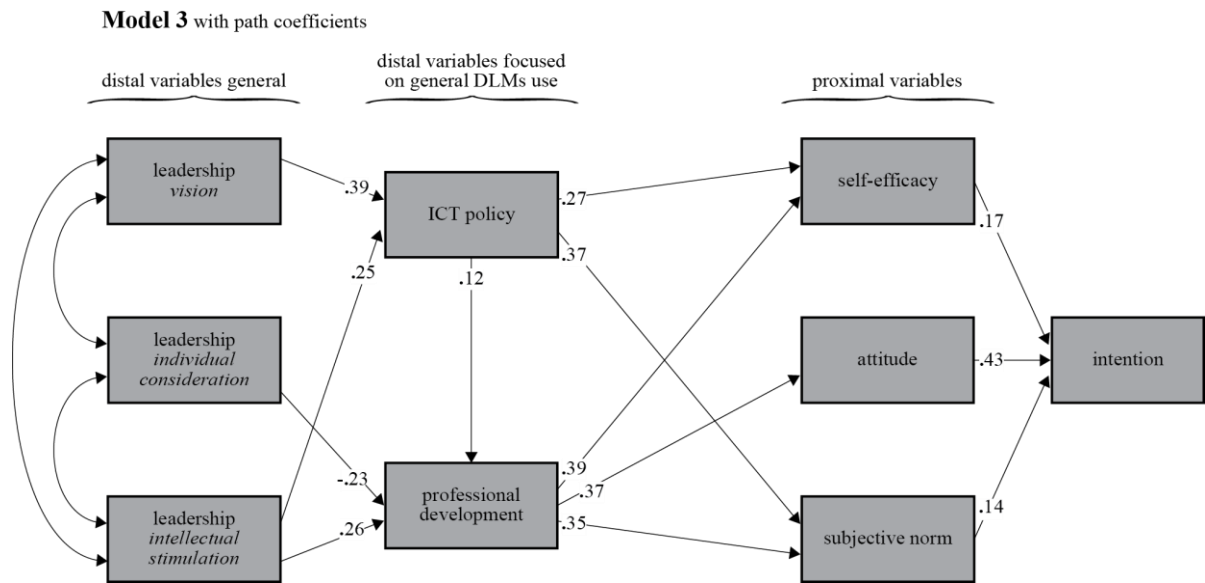 Model 3 with path coefficients
distal variables general
distal variables focused
on general DLMs use
proximal variables
leadership
vision
.39
ICT policy
.27
.37
self-efficacy
.17
.25
.12
leadership
individual
consideration
attitude
.43
intention
-.23
.26
leadership
intellectual
stimulation
professional
development
.39
.37
.35
subjective norm
.14